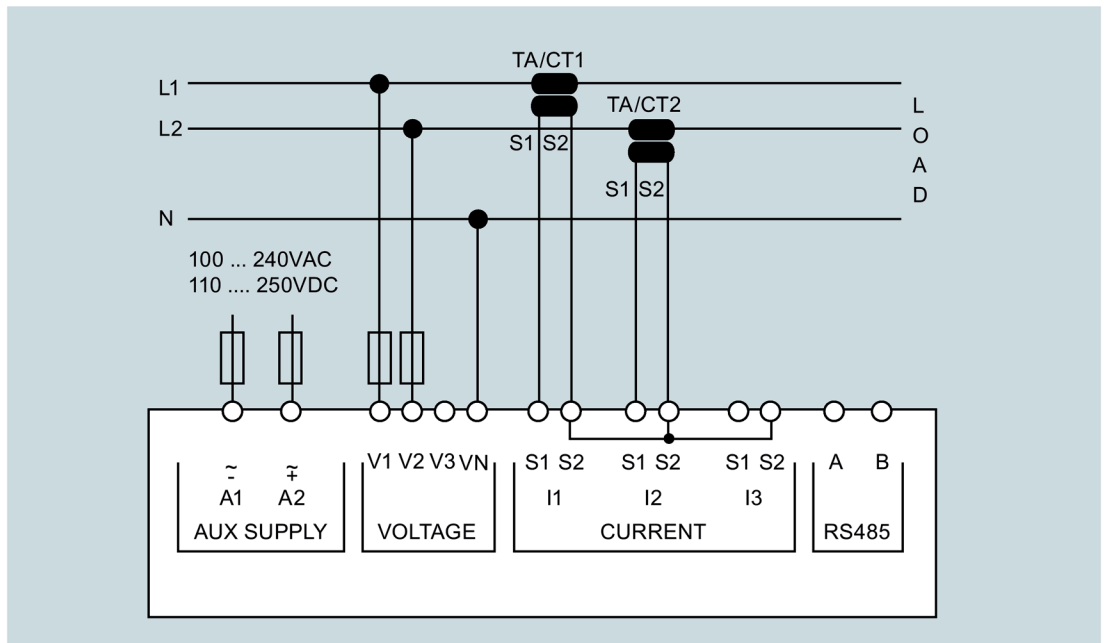 TA/CT1
L1
TA/CT2
L2
S1 S2
S1 S2
N
L
O
A
D
100 ... 240VAC
110 .... 250VDC
V1 V2 V3 VN
S1 S2 S1 S2 S1 S2
A B
~ ~
- +
A1 A2
I1 I2 I3
AUX SUPPLY VOLTAGE CURRENT RS485